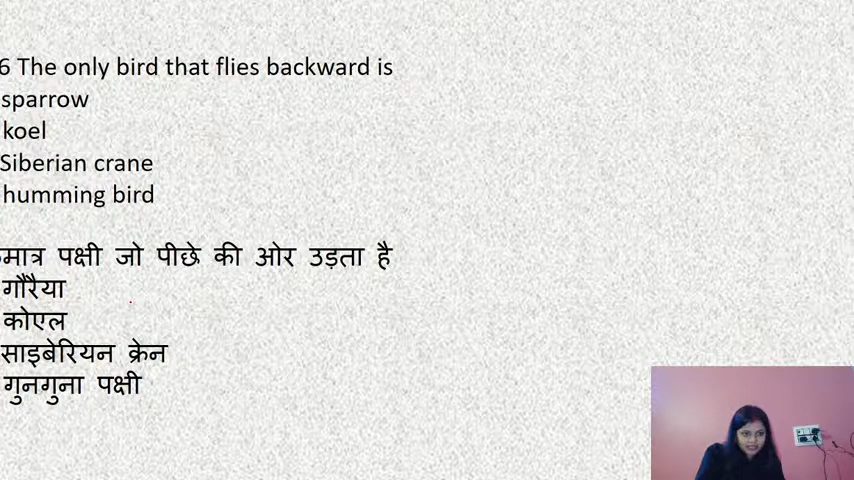 6 The only bird that flies backward is
sparrow
koel
Siberian crane
humming bird
पक्षी जो पीछे की ओर उड़ता है
गौरैया
कोएल
साइबेरियन क्रेन
गुनगुना पक्षी